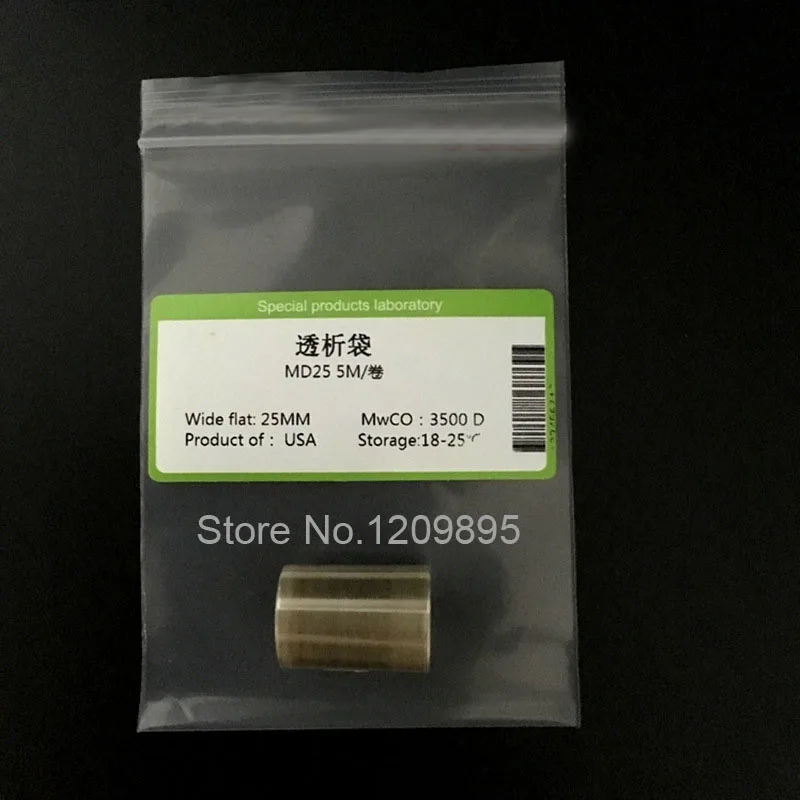 Special products laboratory
透析袋
MD25 5M/卷
Wide flat: 25MM MwCO : 3500 D
Product of : USA Storage:18-25℃
Store No.1209895